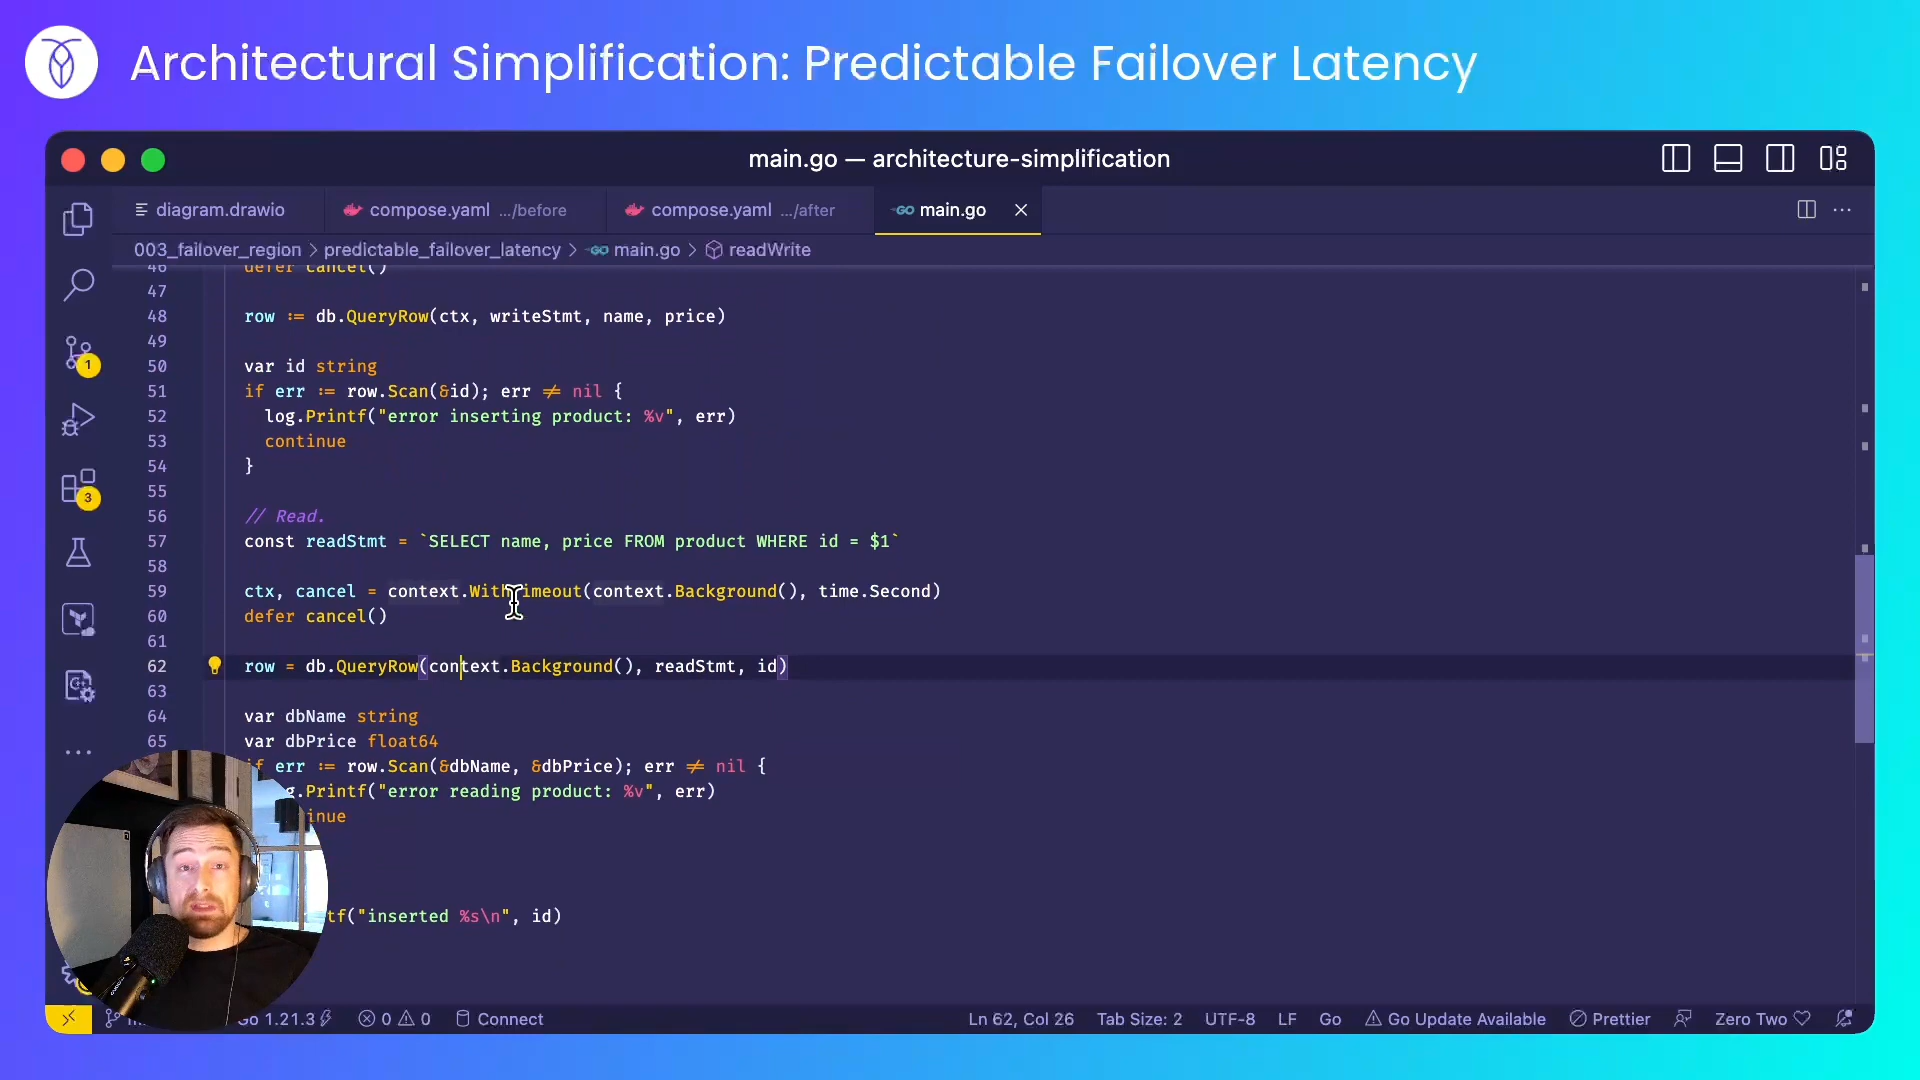 Architectural Simplification: Predictable Failover Latency
main.go — architecture-simplification
diagram.drawio compose.yaml .../before compose.yaml .../after main.go
003_failover_region > predictable_failover_latency > main.go > readWrite
46 defer cancel()
47
48 row := db.QueryRow(ctx, writeStmt, name, price)
49
50 var id string
51 if err := row.Scan(&id); err ≠ nil {
52 log.Printf("error inserting product: %v", err)
53 continue
54 }
55
56 // Read.
57 const readStmt = `SELECT name, price FROM product WHERE id = $1`
58
59 ctx, cancel = context.WithTimeout(context.Background(), time.Second)
60 defer cancel()
61
62 row = db.QueryRow(context.Background(), readStmt, id)
63
64 var dbName string
65 var dbPrice float64
if err := row.Scan(&dbName, &dbPrice); err ≠ nil {
.Printf("error reading product: %v", err)
inue
tf("inserted %s\n", id)
1
3
Go 1.21.3 0 0 Connect Ln 62, Col 26 Tab Size: 2 UTF-8 LF Go Go Update Available Prettier Zero Two